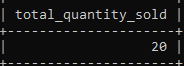 | total_quantity_sold |
+---------------------+
| 20 |